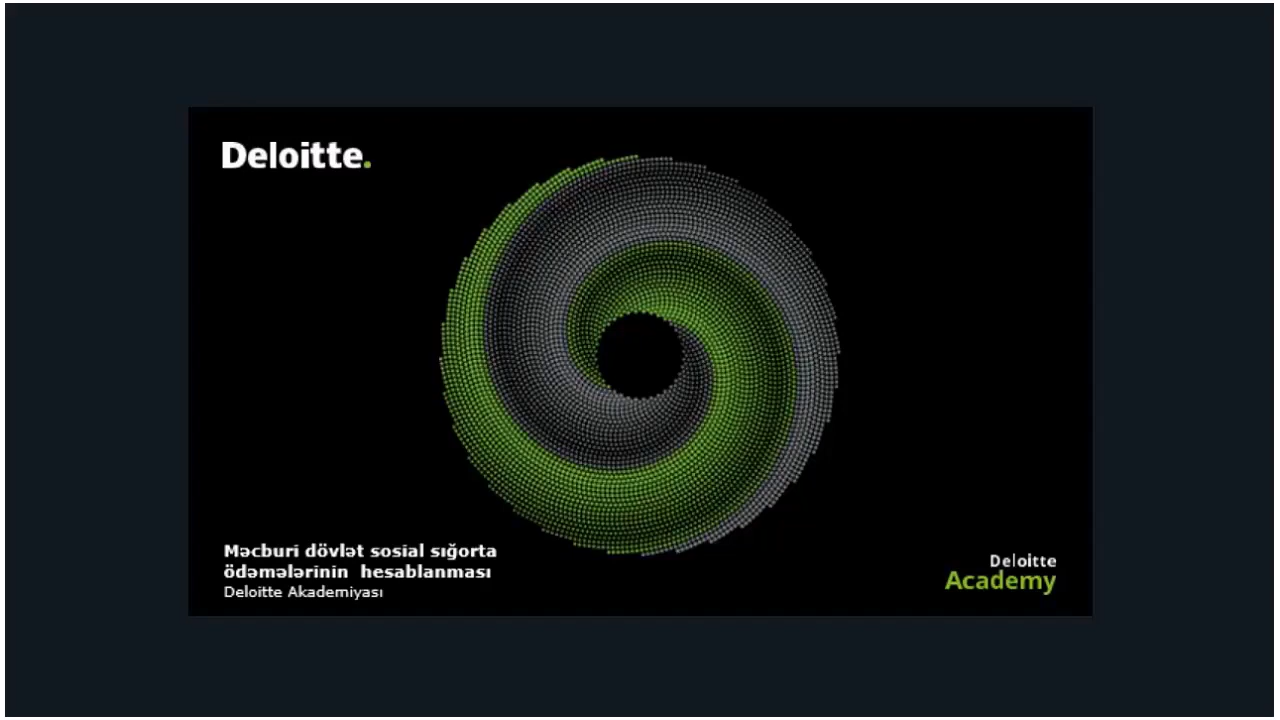 Deloitte.
Məcburi dövlət sosial sığorta
ödəmələrinin hesablanması
Deloitte Akademiyası
Deloitte
Academy